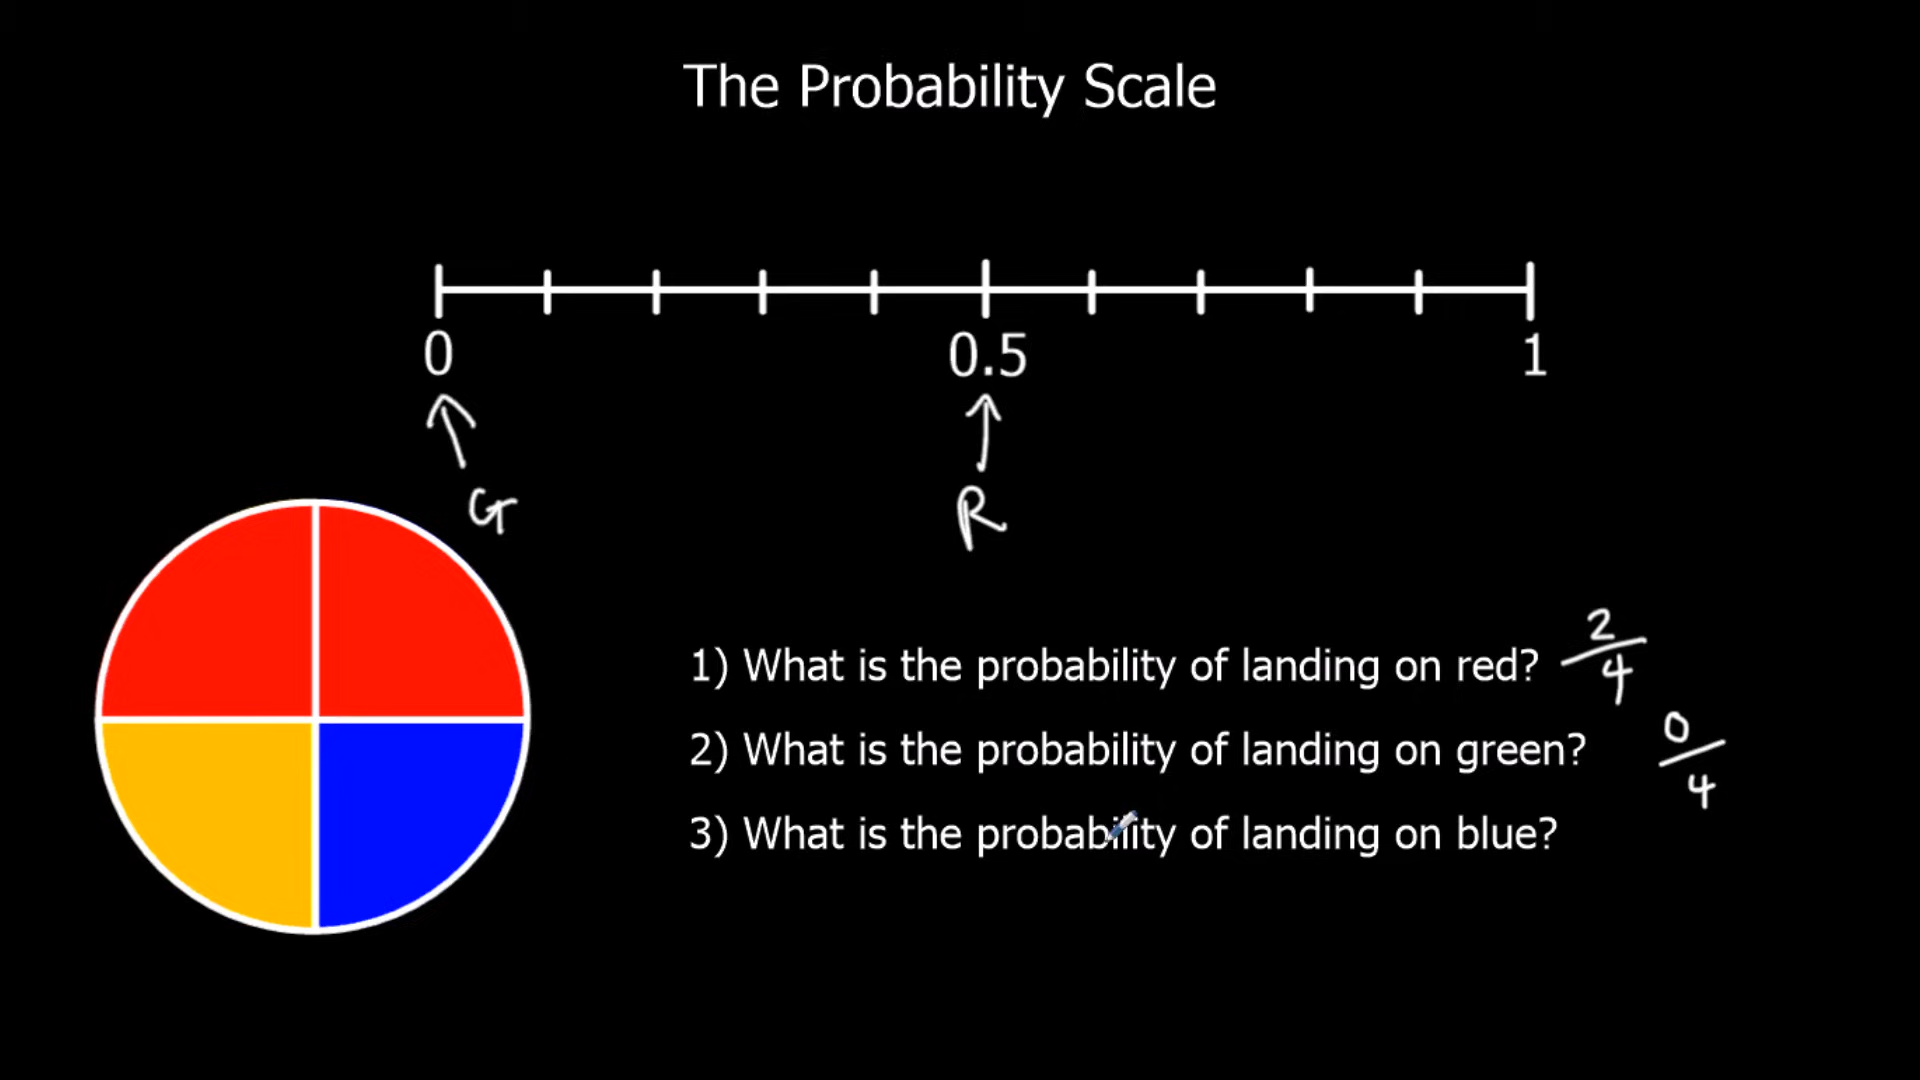 The Probability Scale
0 0.5 1
G R
1) What is the probability of landing on red? 2/4
2) What is the probability of landing on green? 0/4
3) What is the probability of landing on blue?